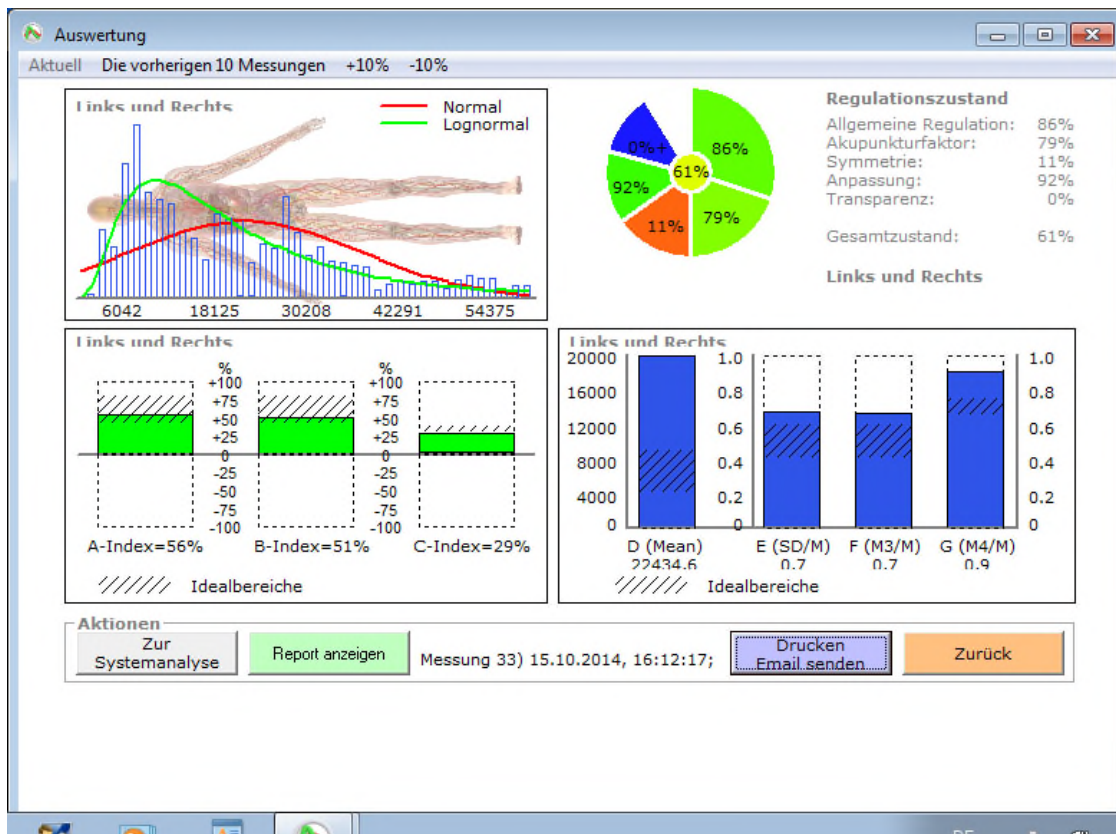 Auswertung
Aktuell Die vorherigen 10 Messungen +10% -10%
Links und Rechts
Normal
Lognormal
6042 18125 30208 42291 54375
0%+
86%
61%
92%
11%
79%
Regulationszustand
Allgemeine Regulation: 86%
Akupunkturfaktor: 79%
Symmetrie: 11%
Anpassung: 92%
Transparenz: 0%
Gesamtzustand: 61%
Links und Rechts
Links und Rechts
% %
+100 +100
+75 +75
+50 +50
+25 +25
0 0
-25 -25
-50 -50
-75 -75
-100 -100
A-Index=56% B-Index=51% C-Index=29%
Idealbereiche
Links und Rechts
20000 1.0 1.0
16000 0.8 0.8
12000 0.6 0.6
8000 0.4 0.4
4000 0.2 0.2
0 0 0
D (Mean) E (SD/M) F (M3/M) G (M4/M)
22434.6 0.7 0.7 0.9
Idealbereiche
Aktionen
Zur
Systemanalyse
Report anzeigen
Messung 33) 15.10.2014, 16:12:17;
Drucken
Email senden
Zurück